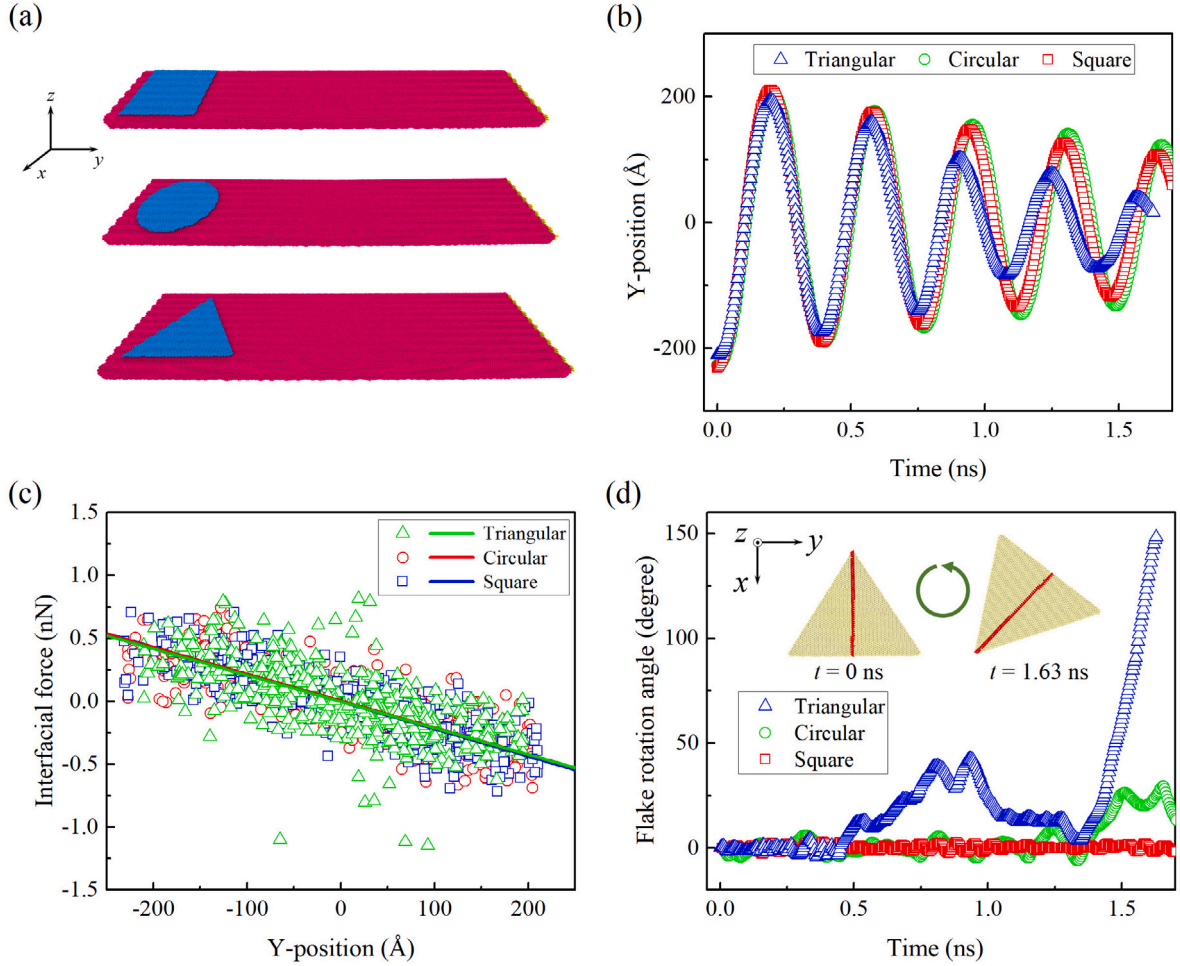 (a)
z
x
y
(b)
Triangular Circular Square
200
0
-200
Y-position (Å)
0.0 0.5 1.0 1.5
Time (ns)
(c)
1.5
1.0
0.5
0.0
-0.5
-1.0
-1.5
Interfacial force (nN)
Triangular
Circular
Square
-200 -100 0 100 200
Y-position (Å)
(d)
150
100
50
0
Flake rotation angle (degree)
z y
x
t = 0 ns t = 1.63 ns
Triangular
Circular
Square
0.0 0.5 1.0 1.5
Time (ns)